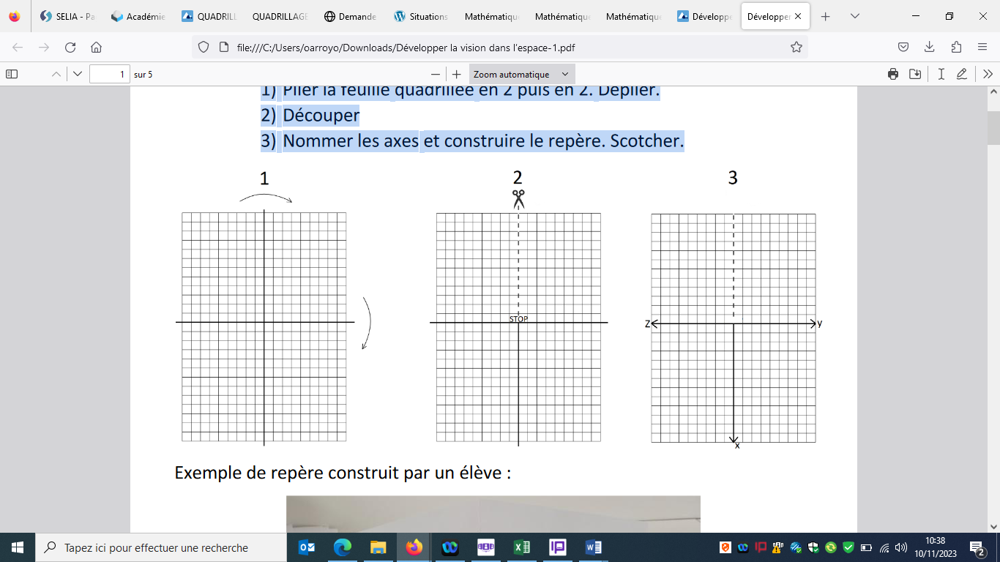 SELIA - Pa
Académie
QUADRILL
QUADRILLAGE
Demande
Situations
Mathématiqu
Mathématiqu
Mathématiqu
Développe
Développer
file:///C:/Users/oarroyo/Downloads/Développer la vision dans l'espace-1.pdf
1 sur 5
Zoom automatique
1) Plier la feuille quadrillée en 2 puis en 2. Déplier.
2) Découper
3) Nommer les axes et construire le repère. Scotcher.
1 2 3
STOP
z y
x
Exemple de repère construit par un élève :
Tapez ici pour effectuer une recherche
10:38
10/11/2023
2